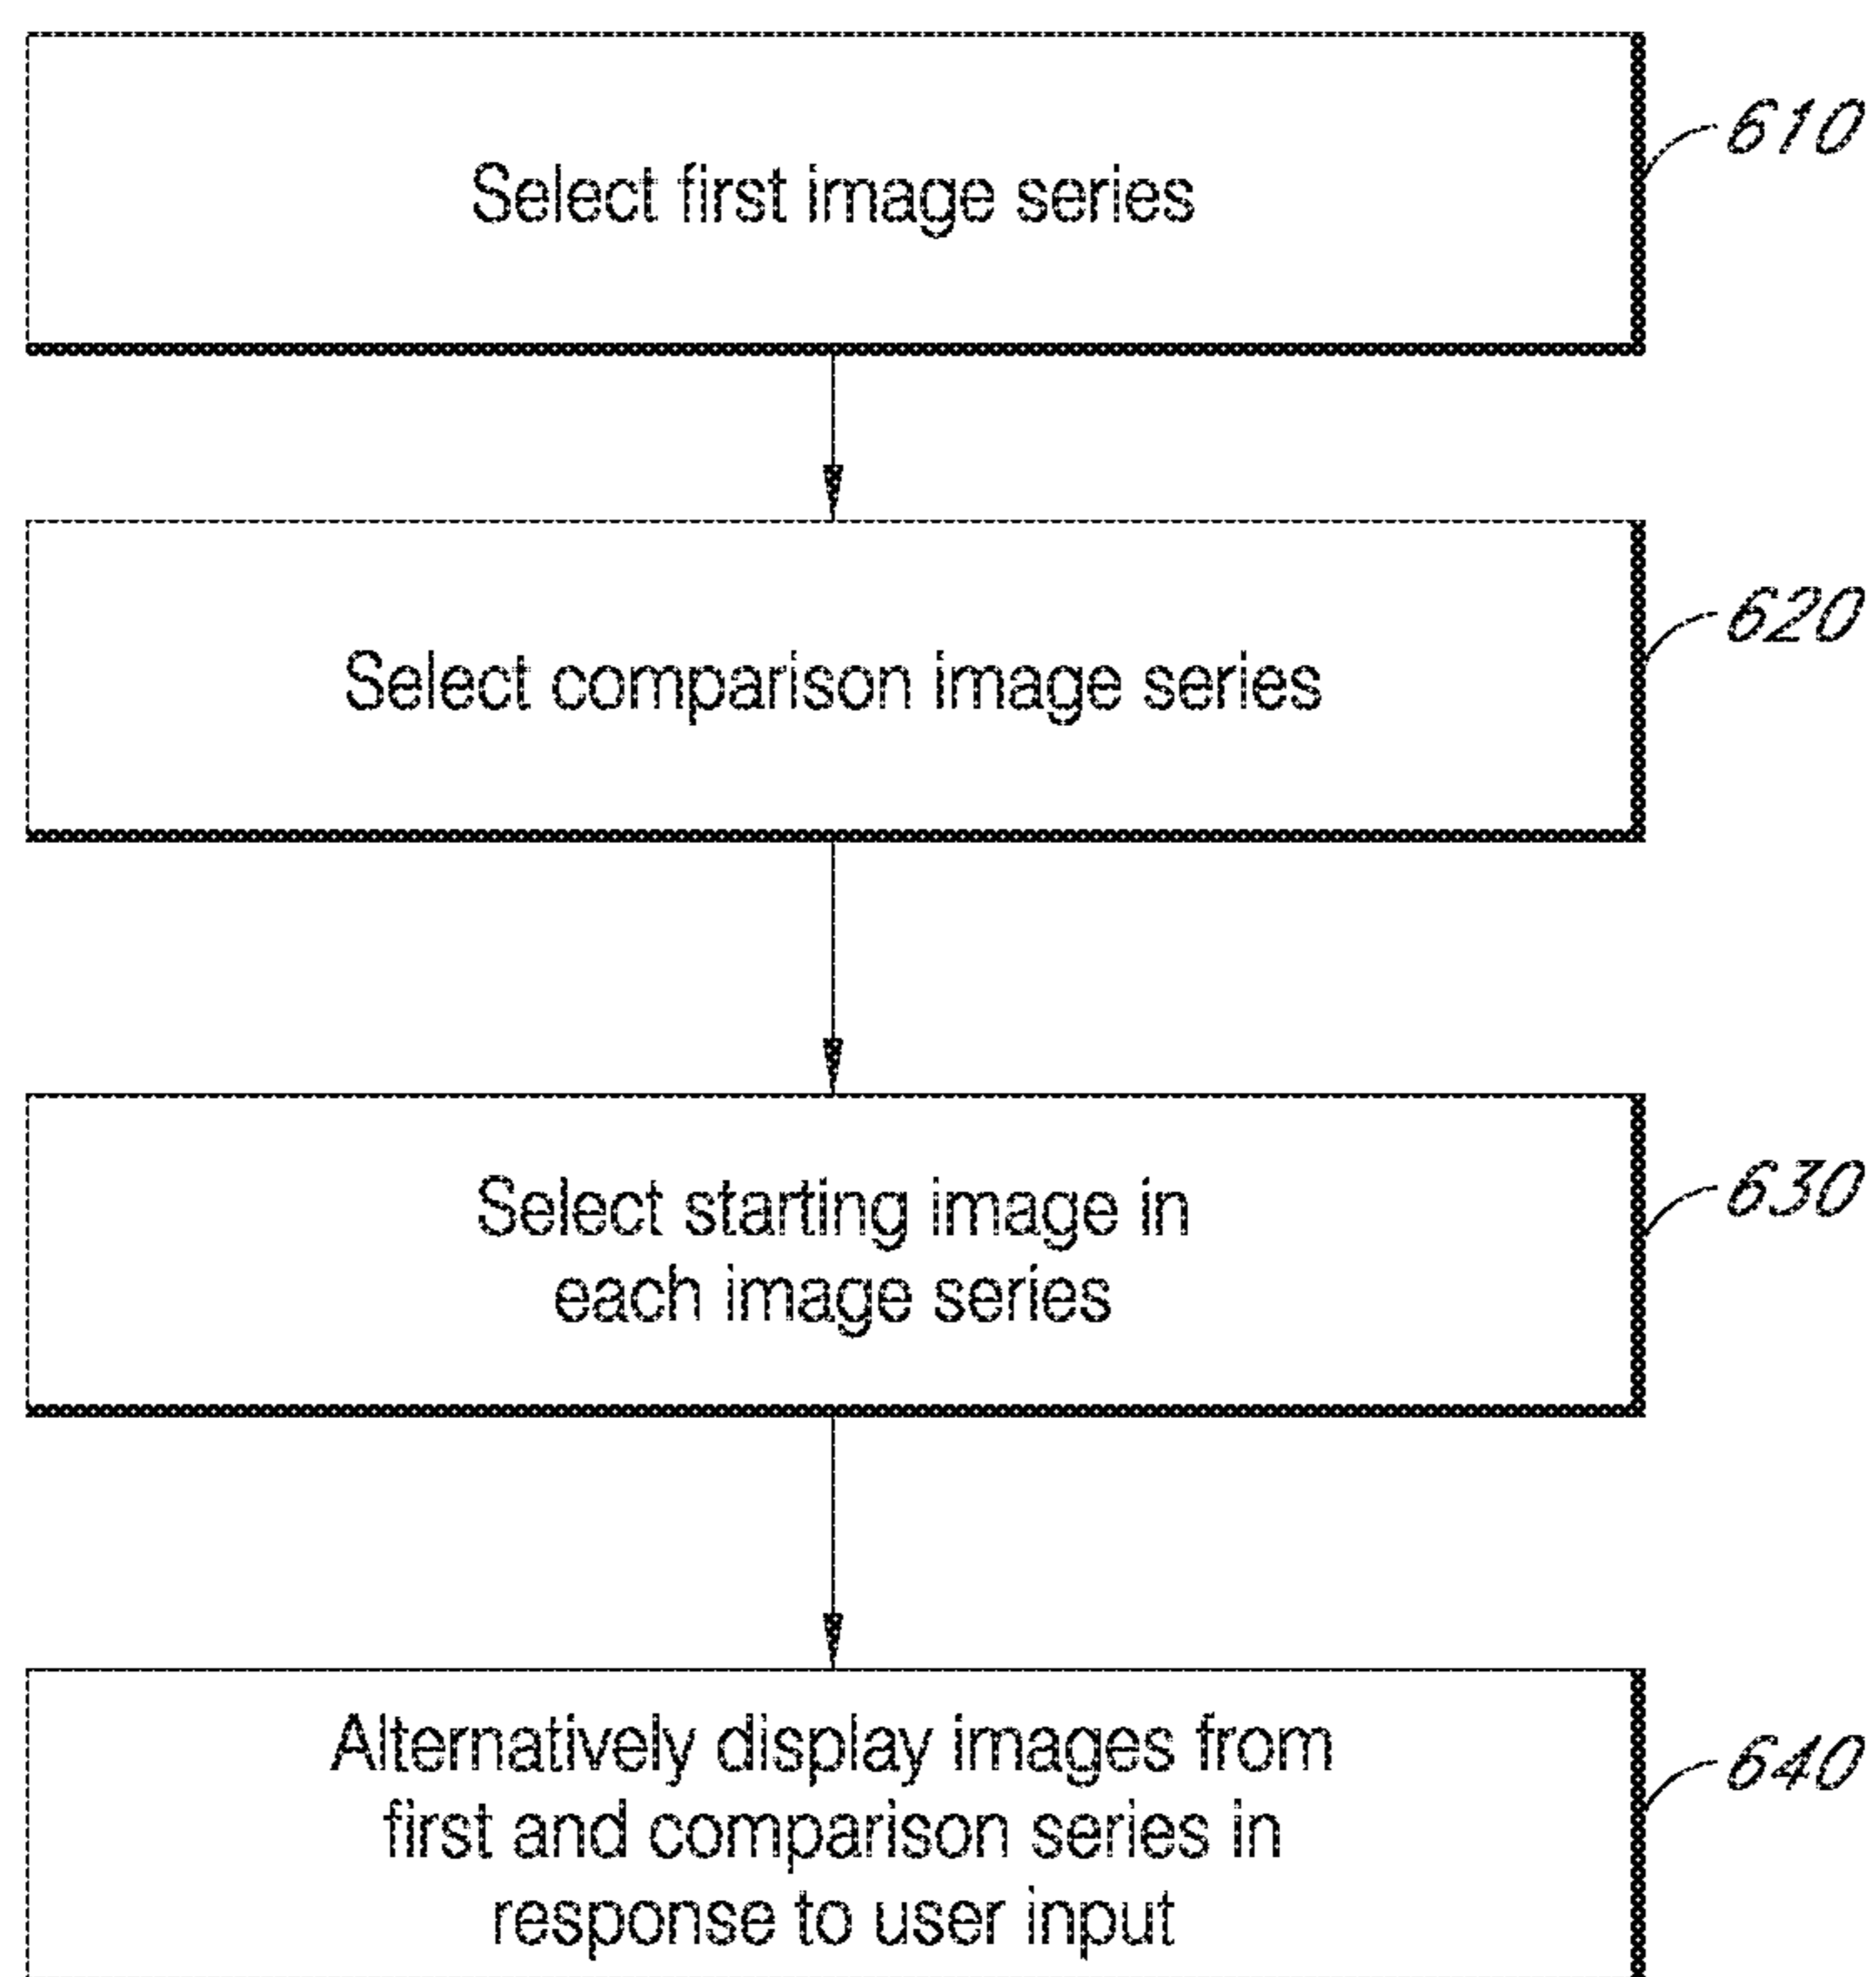 Select first image series
610
Select comparison image series
620
Select starting image in
each image series
630
Alternatively display images from
first and comparison series in
response to user input
640